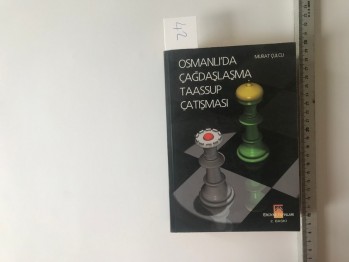 42
MURAT ÇULCU
OSMANLI'DA
ÇAĞDAŞLAŞMA
TAASSUP
ÇATIŞMASI